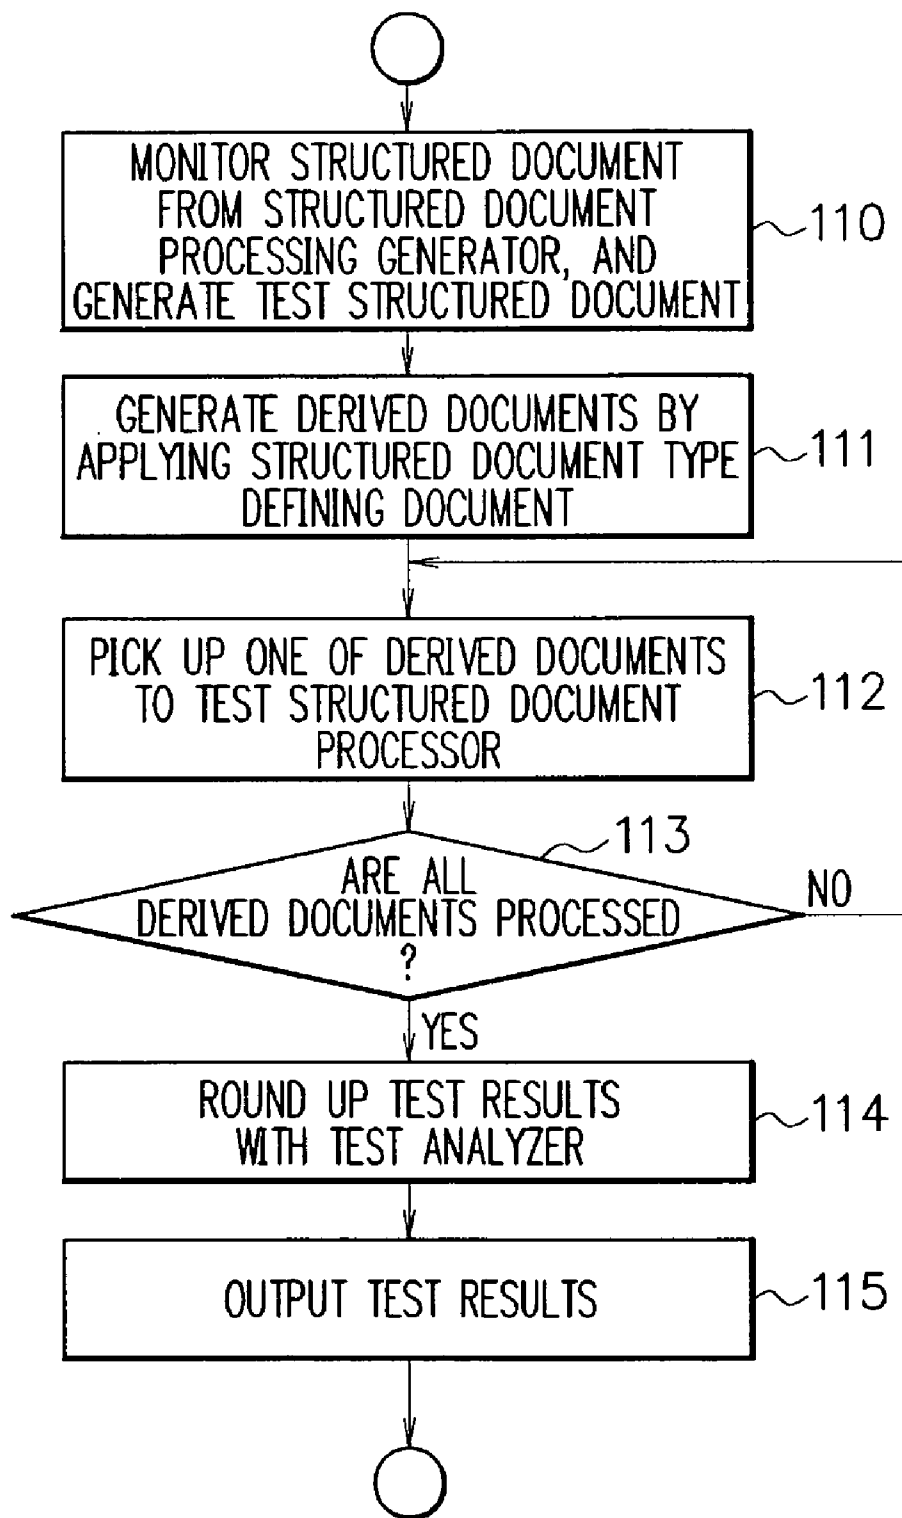 MONITOR STRUCTURED DOCUMENT
FROM STRUCTURED DOCUMENT
PROCESSING GENERATOR, AND
GENERATE TEST STRUCTURED DOCUMENT
110
GENERATE DERIVED DOCUMENTS BY
APPLYING STRUCTURED DOCUMENT TYPE
DEFINING DOCUMENT
111
PICK UP ONE OF DERIVED DOCUMENTS
TO TEST STRUCTURED DOCUMENT
PROCESSOR
112
113
ARE ALL
DERIVED DOCUMENTS PROCESSED
?
NO
YES
ROUND UP TEST RESULTS
WITH TEST ANALYZER
114
OUTPUT TEST RESULTS
115